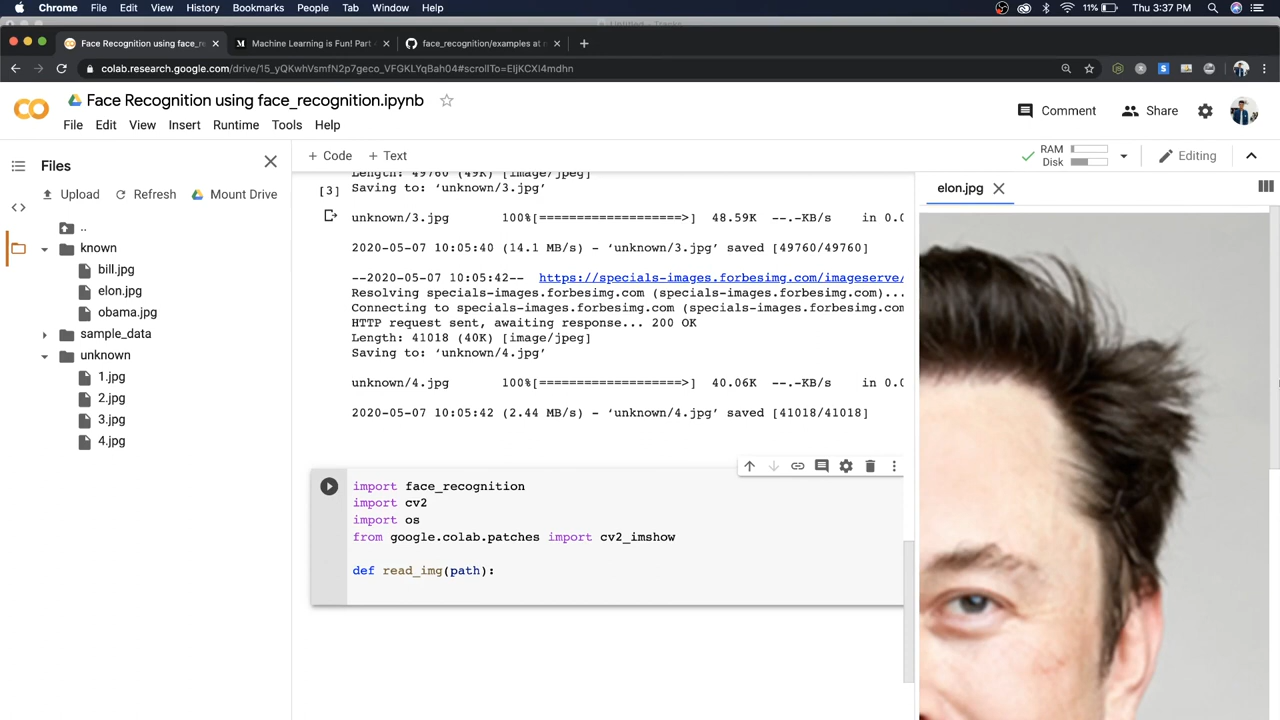 Chrome File Edit View History Bookmarks People Tab Window Help 11% Thu 3:37 PM
Face Recognition using face_re Machine Learning is Fun! Part face_recognition/examples at
colab.research.google.com/drive/15_yQKwhVsmfN2p7geco_VFGKLYqBah04#scrollTo=EIjKCXI4mdhn
CO Face Recognition using face_recognition.ipynb
Comment Share
File Edit View Insert Runtime Tools Help
Files
+ Code + Text
RAM
Disk
Editing
Upload Refresh Mount Drive
..
known
bill.jpg
elon.jpg
obama.jpg
sample_data
unknown
1.jpg
2.jpg
3.jpg
4.jpg
Length: 49760 (49K) [image/jpeg]
[3] Saving to: ‘unknown/3.jpg’
unknown/3.jpg 100%[===================>] 48.59K --.-KB/s in 0.0
2020-05-07 10:05:40 (14.1 MB/s) - ‘unknown/3.jpg’ saved [49760/49760]
--2020-05-07 10:05:42-- https://specials-images.forbesimg.com/imageserve/
Resolving specials-images.forbesimg.com (specials-images.forbesimg.com)...
Connecting to specials-images.forbesimg.com (specials-images.forbesimg.com
HTTP request sent, awaiting response... 200 OK
Length: 41018 (40K) [image/jpeg]
Saving to: ‘unknown/4.jpg’
unknown/4.jpg 100%[===================>] 40.06K --.-KB/s in 0.0
2020-05-07 10:05:42 (2.44 MB/s) - ‘unknown/4.jpg’ saved [41018/41018]
import face_recognition
import cv2
import os
from google.colab.patches import cv2_imshow
def read_img(path):
elon.jpg